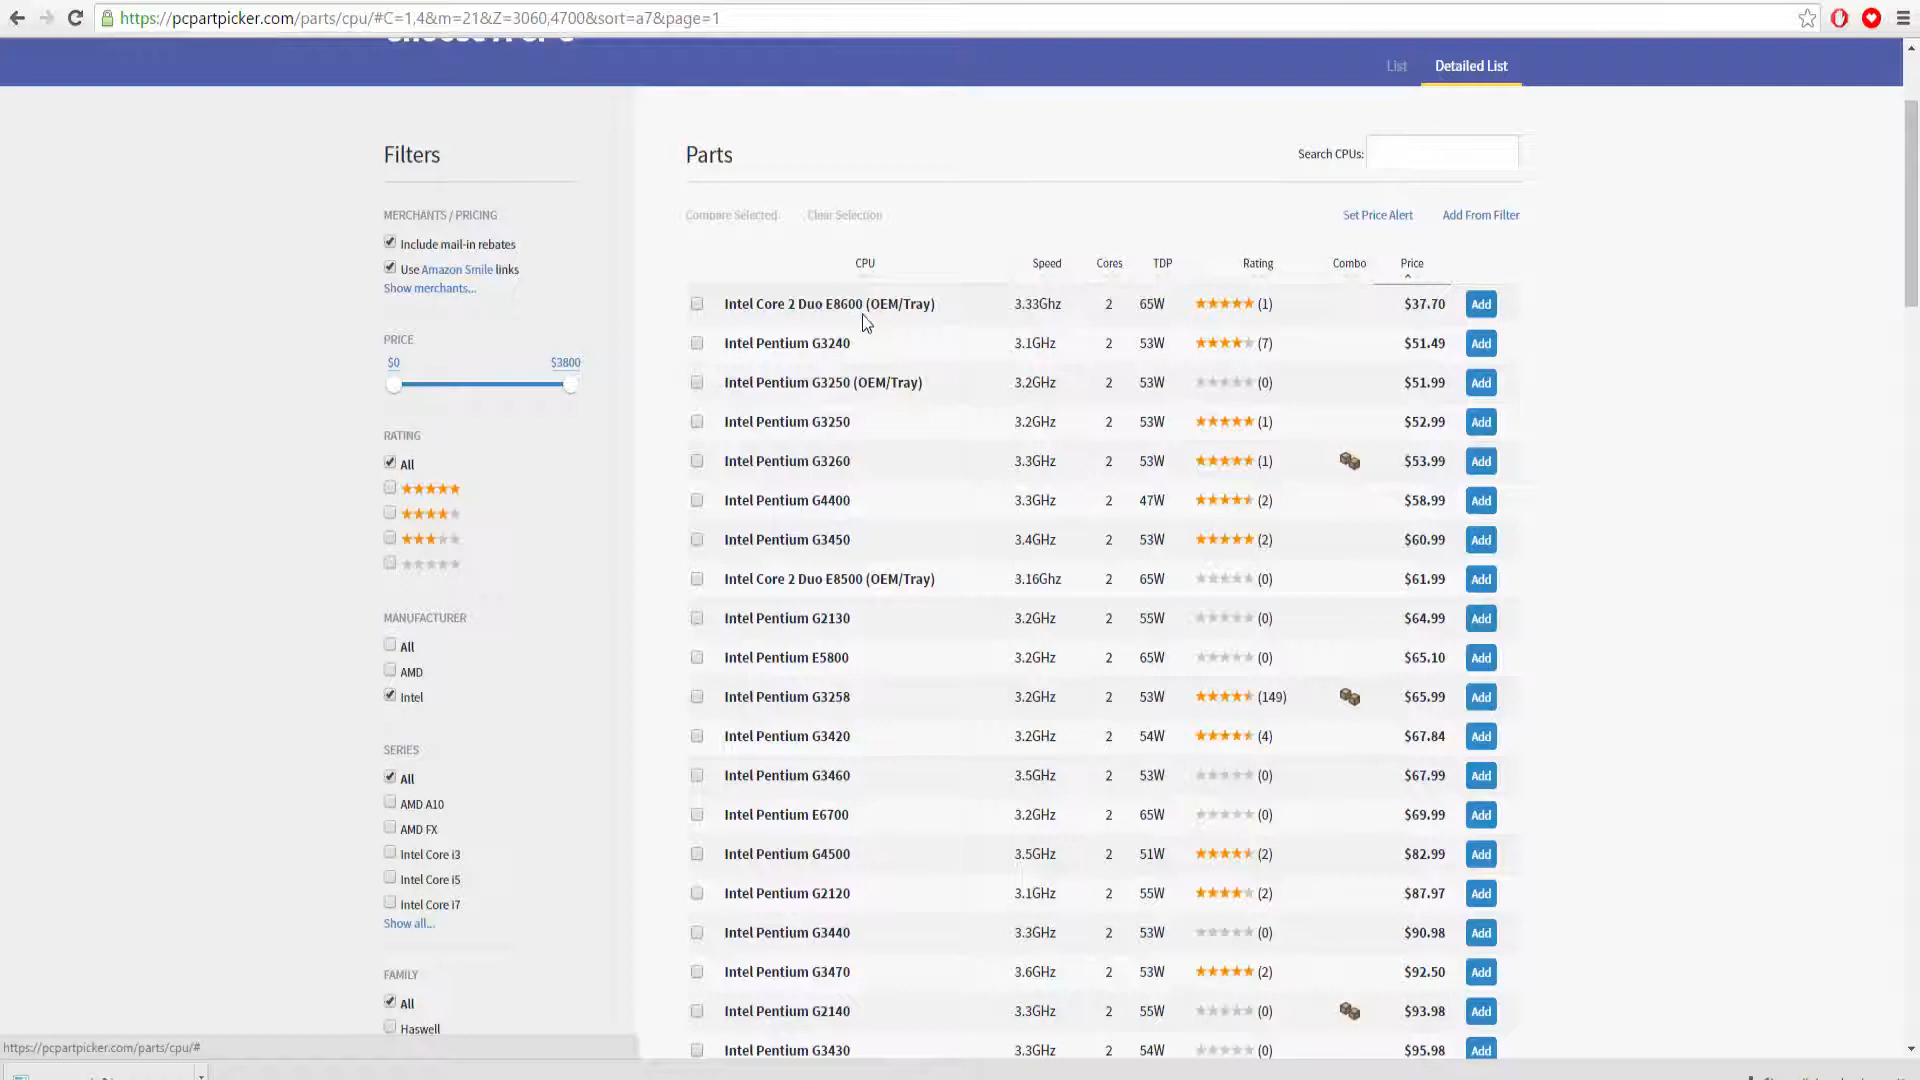 https://pcpartpicker.com/parts/cpu/#C=1,4&m=21&Z=3060,4700&sort=a7&page=1
List Detailed List
Filters
MERCHANTS / PRICING
Include mail-in rebates
Use Amazon Smile links
Show merchants...
PRICE
$0 $3800
RATING
All
MANUFACTURER
All
AMD
Intel
SERIES
All
AMD A10
AMD FX
Intel Core i3
Intel Core i5
Intel Core i7
Show all...
FAMILY
All
Haswell
Parts
Search CPUs:
Compare Selected Clear Selection Set Price Alert Add From Filter
CPU Speed Cores TDP Rating Combo Price
Intel Core 2 Duo E8600 (OEM/Tray) 3.33Ghz 2 65W (1) $37.70 Add
Intel Pentium G3240 3.1GHz 2 53W (7) $51.49 Add
Intel Pentium G3250 (OEM/Tray) 3.2GHz 2 53W (0) $51.99 Add
Intel Pentium G3250 3.2GHz 2 53W (1) $52.99 Add
Intel Pentium G3260 3.3GHz 2 53W (1) $53.99 Add
Intel Pentium G4400 3.3GHz 2 47W (2) $58.99 Add
Intel Pentium G3450 3.4GHz 2 53W (2) $60.99 Add
Intel Core 2 Duo E8500 (OEM/Tray) 3.16Ghz 2 65W (0) $61.99 Add
Intel Pentium G2130 3.2GHz 2 55W (0) $64.99 Add
Intel Pentium E5800 3.2GHz 2 65W (0) $65.10 Add
Intel Pentium G3258 3.2GHz 2 53W (149) $65.99 Add
Intel Pentium G3420 3.2GHz 2 54W (4) $67.84 Add
Intel Pentium G3460 3.5GHz 2 53W (0) $67.99 Add
Intel Pentium E6700 3.2GHz 2 65W (0) $69.99 Add
Intel Pentium G4500 3.5GHz 2 51W (2) $82.99 Add
Intel Pentium G2120 3.1GHz 2 55W (2) $87.97 Add
Intel Pentium G3440 3.3GHz 2 53W (0) $90.98 Add
Intel Pentium G3470 3.6GHz 2 53W (2) $92.50 Add
Intel Pentium G2140 3.3GHz 2 55W (0) $93.98 Add
Intel Pentium G3430 3.3GHz 2 54W (0) $95.98 Add
https://pcpartpicker.com/parts/cpu/#